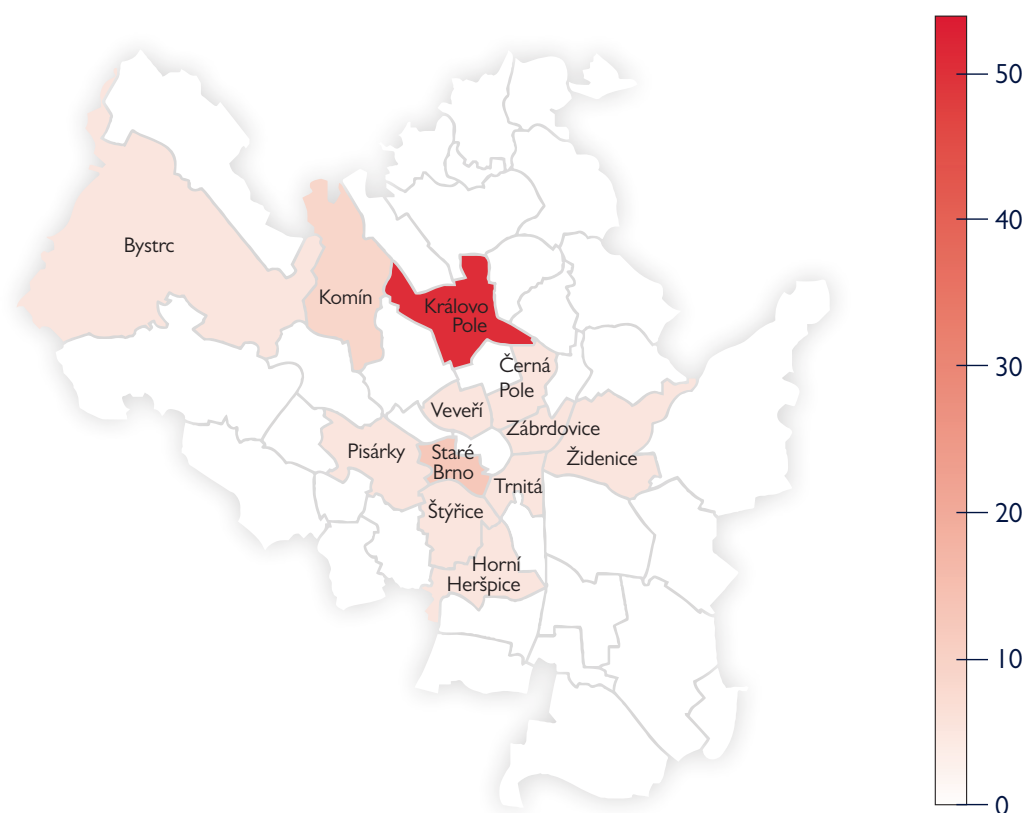 Bystrc
Komín
Královo
Pole
Černá
Pole
Veveří
Zábrdovice
Pisárky
Staré
Brno
Židenice
Trnitá
Štýřice
Horní
Heršpice
50
40
30
20
10
0